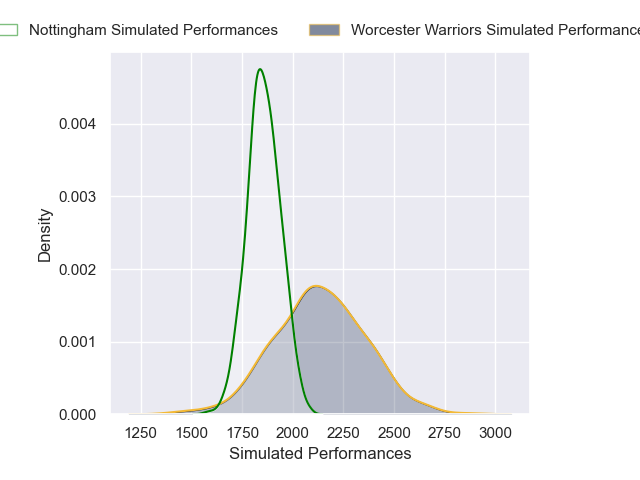 Nottingham Simulated Performances
Worcester Warriors Simulated Performance
0.004
0.003
0.002
0.001
0.000
Density
1250 1500 1750 2000 2250 2500 2750 3000
Simulated Performances